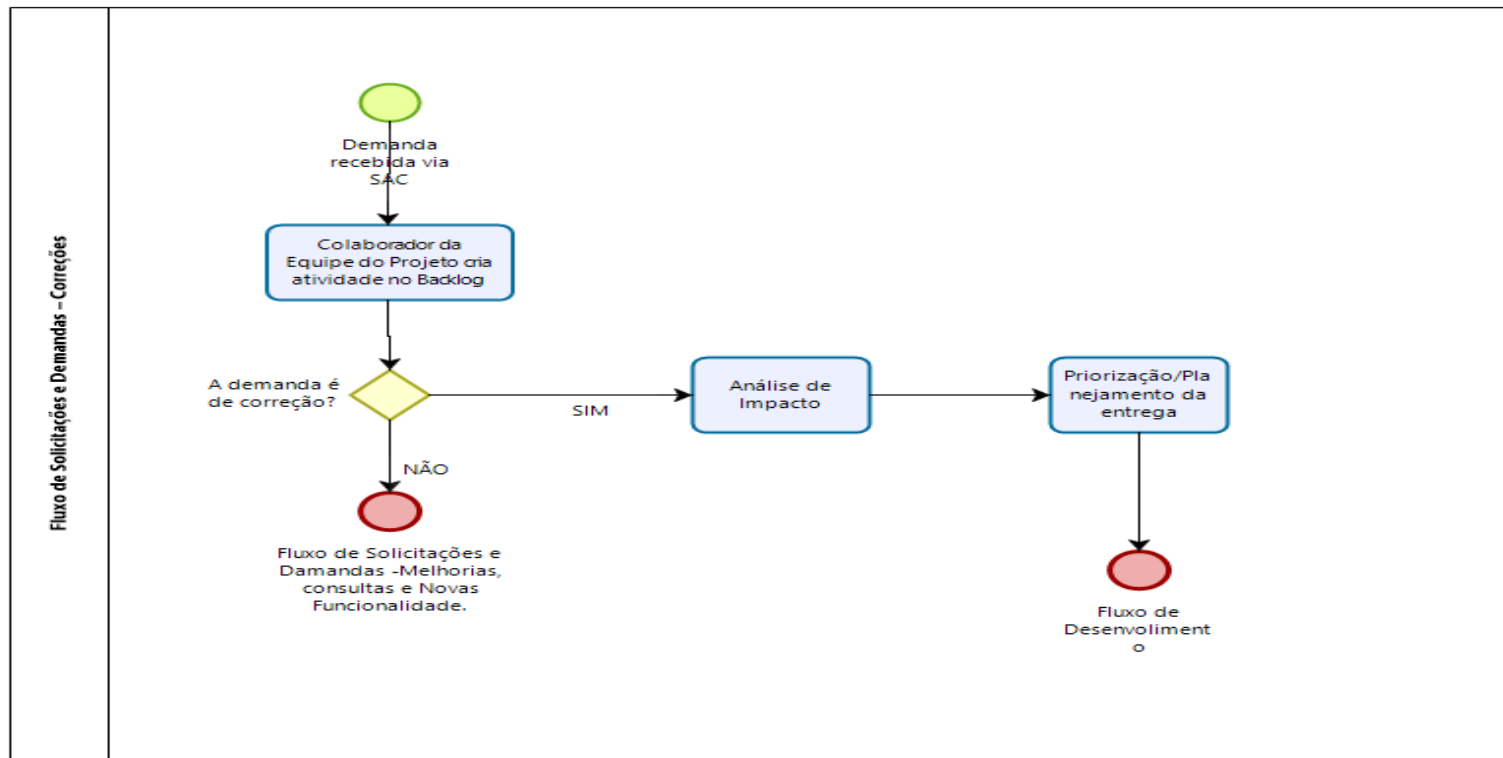 Fluxo de Solicitações e Demandas – Correções
Demanda
recebida via
SAC
Colaborador da
Equipe do Projeto cria
atividade no Backlog
A demanda é
de correção?
SIM
Análise de
Impacto
Priorização/Pla
nejamento da
entrega
NÃO
Fluxo de Solicitações e
Damandas -Melhorias,
consultas e Novas
Funcionalidade.
Fluxo de
Desenvoliment
o